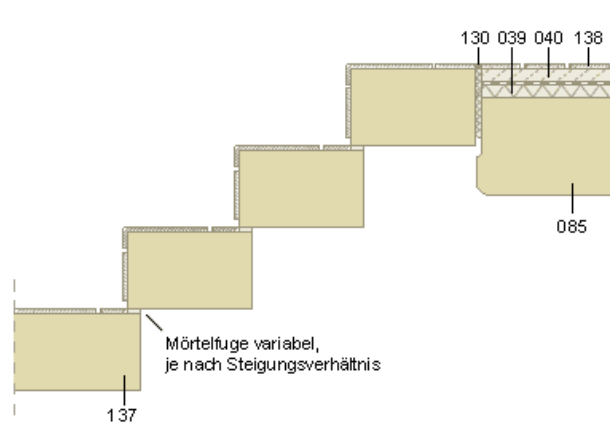 130 039 040 138
085
Mörtelfuge variabel,
je nach Steigungsverhältnis
137